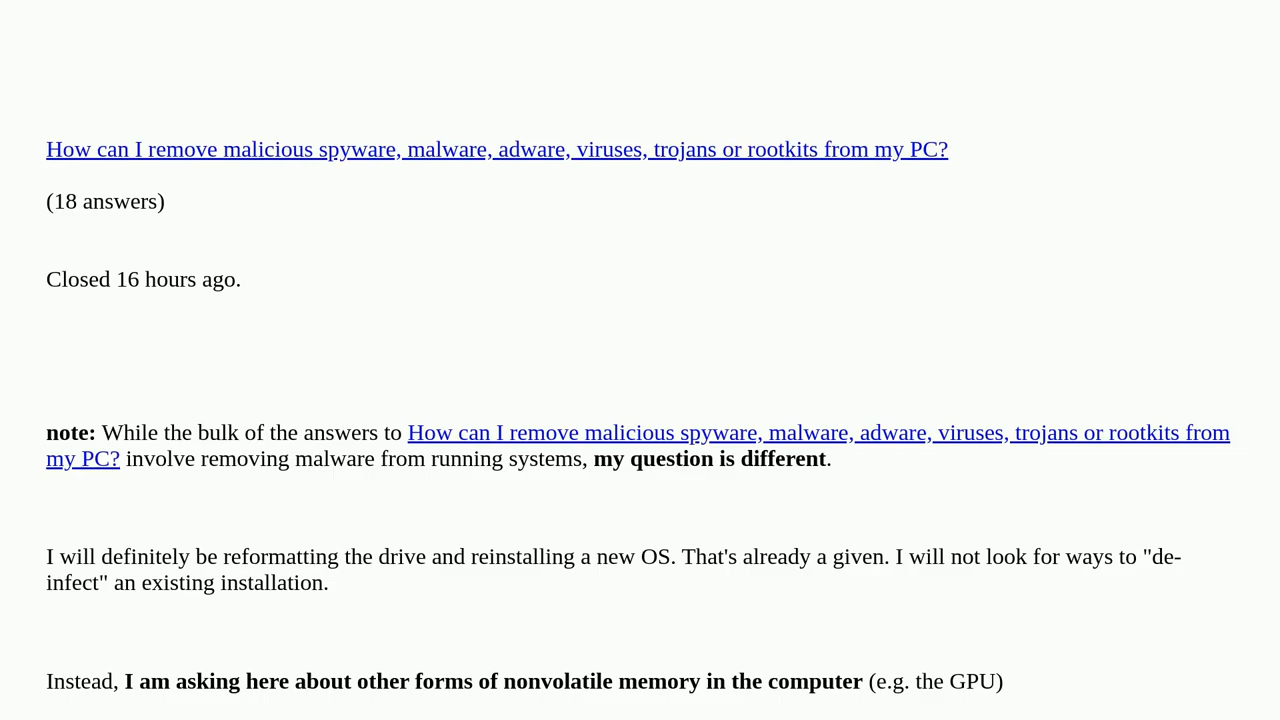 How can I remove malicious spyware, malware, adware, viruses, trojans or rootkits from my PC?
(18 answers)
Closed 16 hours ago.
note: While the bulk of the answers to How can I remove malicious spyware, malware, adware, viruses, trojans or rootkits from
my PC? involve removing malware from running systems, my question is different.
I will definitely be reformatting the drive and reinstalling a new OS. That's already a given. I will not look for ways to "de-
infect" an existing installation.
Instead, I am asking here about other forms of nonvolatile memory in the computer (e.g. the GPU)